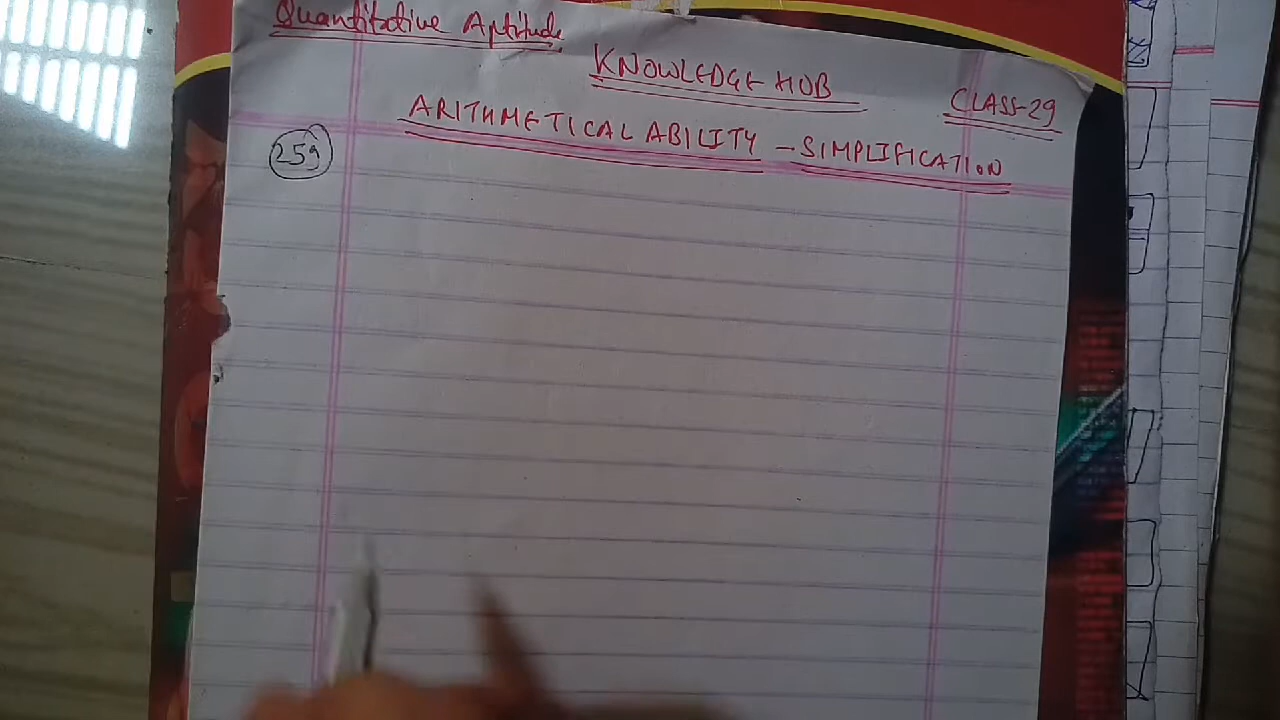 Quantitative Aptitude
KNOWLEDGE HUB
CLASS-29
ARITHMETICAL ABILITY - SIMPLIFICATION
259